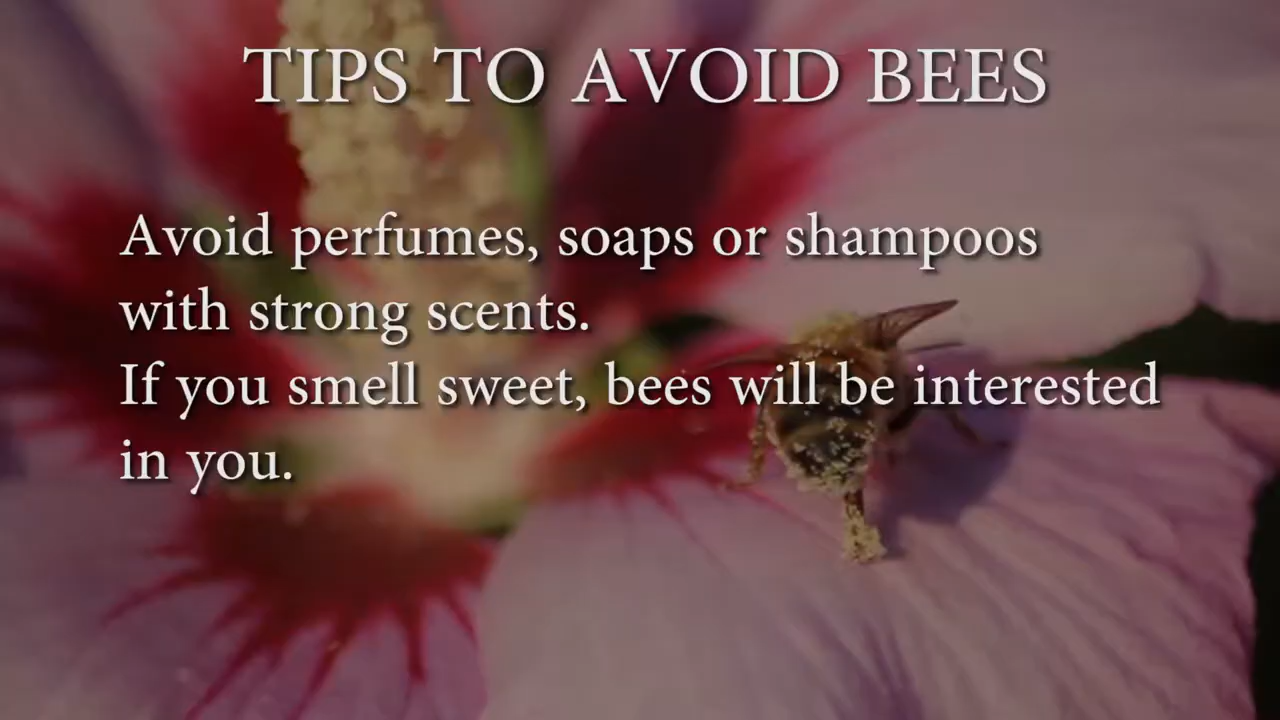 TIPS TO AVOID BEES
Avoid perfumes, soaps or shampoos
with strong scents.
If you smell sweet, bees will be interested
in you.